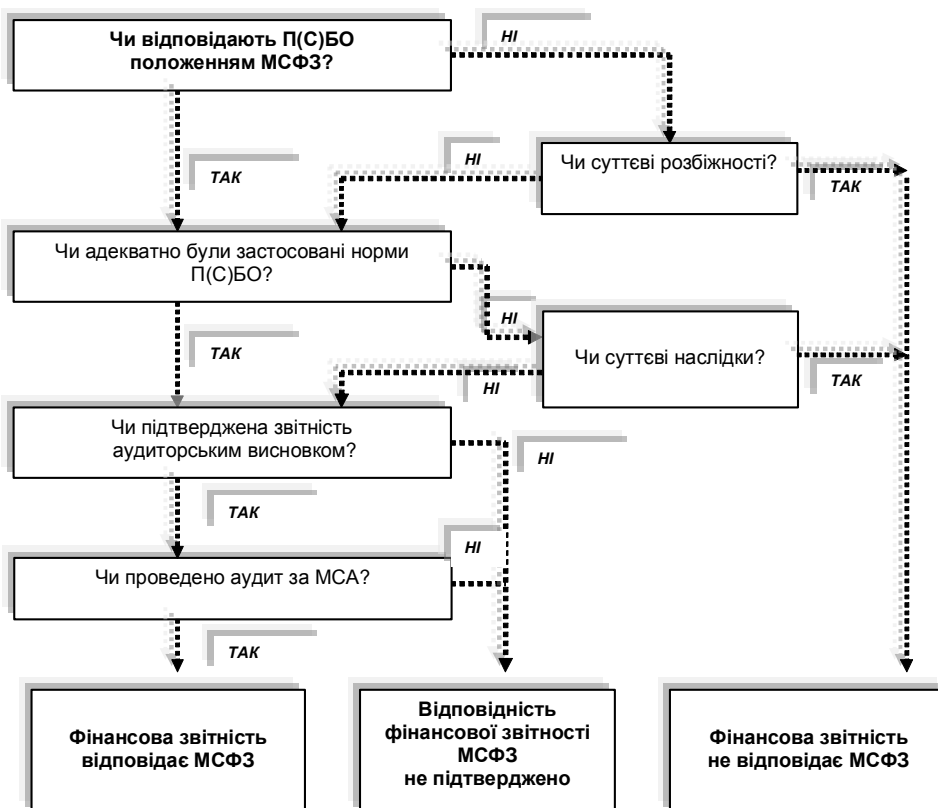 Чи відповідають П(С)БО
положенням МСФЗ?
НІ
НІ
Чи суттєві розбіжності?
ТАК
ТАК
Чи адекватно були застосовані норми
П(С)БО?
НІ
ТАК
Чи суттєві наслідки?
ТАК
НІ
Чи підтверджена звітність
аудиторським висновком?
НІ
ТАК
НІ
Чи проведено аудит за МСА?
ТАК
Фінансова звітність
відповідає МСФЗ
Відповідність
фінансової звітності
МСФЗ
не підтверджено
Фінансова звітність
не відповідає МСФЗ